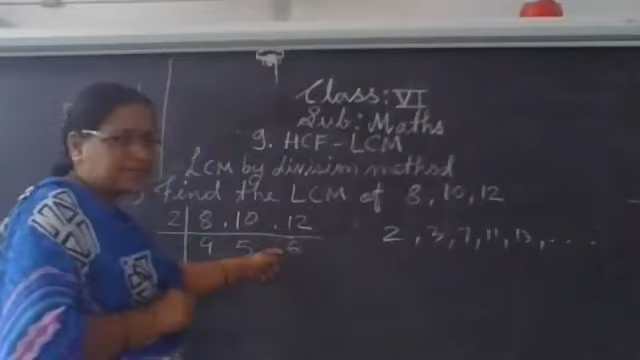 Class: VI
Sub: Maths
9. HCF-LCM
LCM by division method
Find the LCM of 8, 10, 12
2 | 8, 10, 12
4 5 6
2, 3, 7, 11, 13, ....